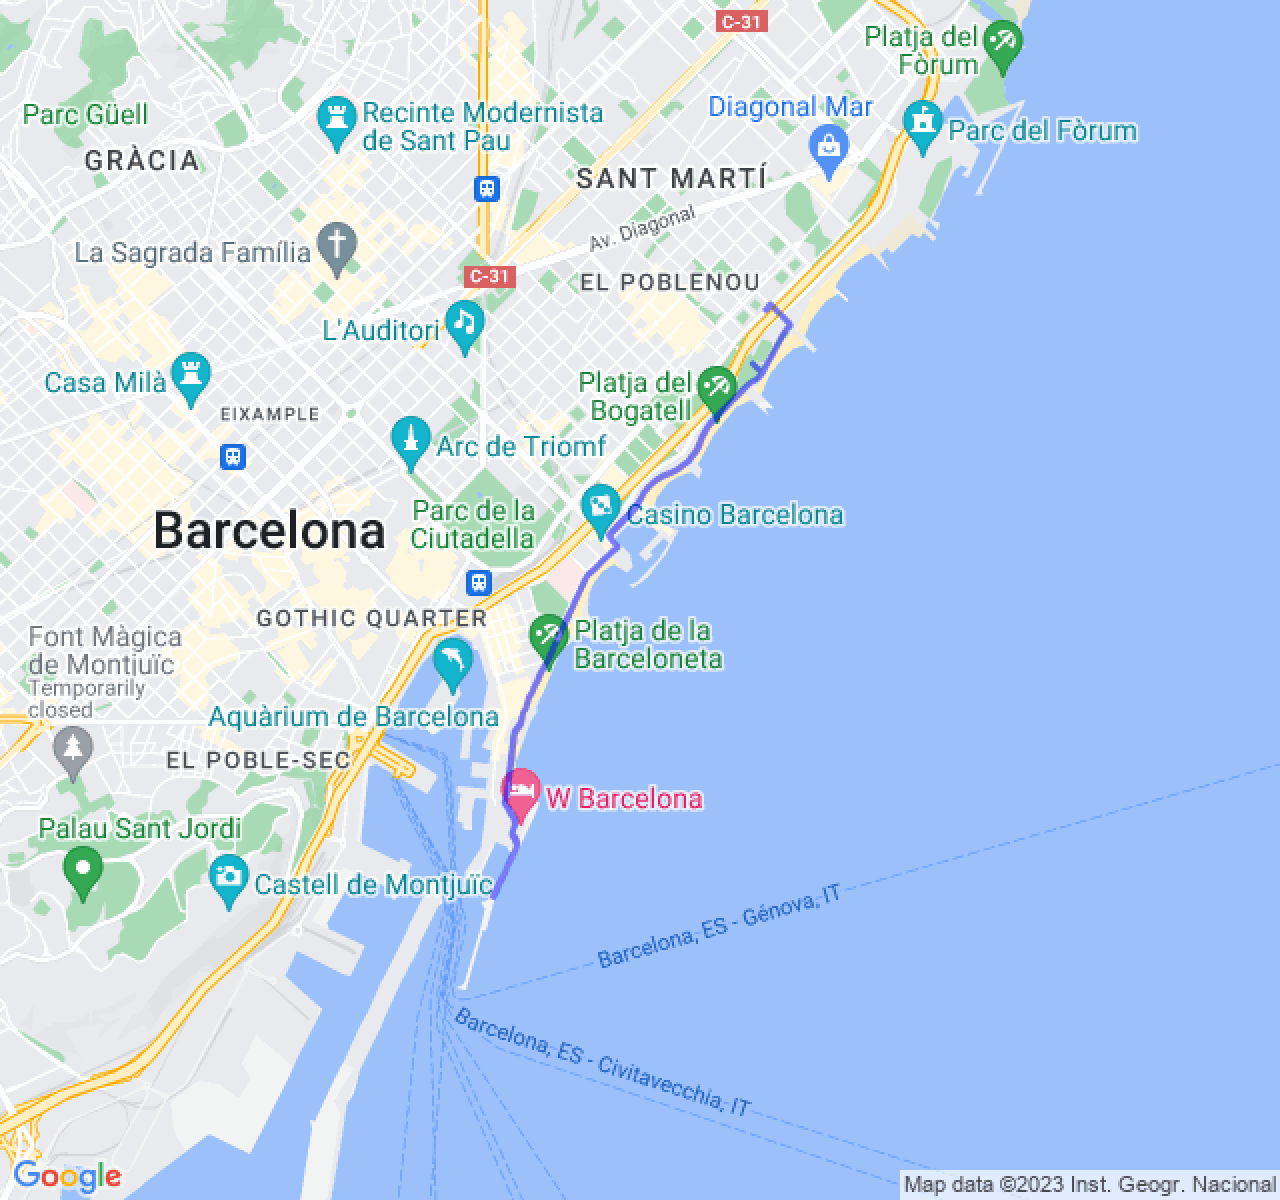 C-31
Platja del
Fòrum
Parc Güell
Recinte Modernista
de Sant Pau
Diagonal Mar
Parc del Fòrum
GRÀCIA
SANT MARTÍ
Av. Diagonal
La Sagrada Família
C-31
EL POBLENOU
L'Auditori
Casa Milà
Platja del
Bogatell
EIXAMPLE
Arc de Triomf
Parc de la
Ciutadella
Casino Barcelona
Barcelona
GOTHIC QUARTER
Font Màgica
de Montjuïc
Temporarily
closed
Platja de la
Barceloneta
Aquàrium de Barcelona
EL POBLE-SEC
W Barcelona
Palau Sant Jordi
Castell de Montjuïc
Barcelona, ES - Génova, IT
Barcelona, ES - Civitavecchia, IT
Google
Map data ©2023 Inst. Geogr. Nacional